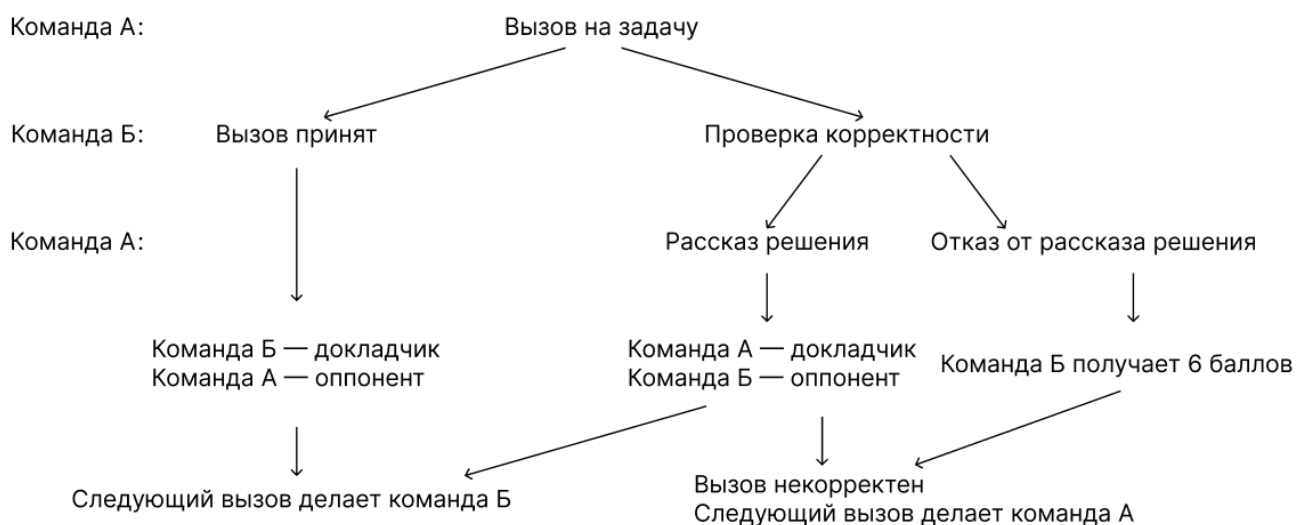 Команда А:
Вызов на задачу
Команда Б:
Вызов принят
Проверка корректности
Команда А:
Рассказ решения
Отказ от рассказа решения
Команда Б — докладчик
Команда А — оппонент
Команда А — докладчик
Команда Б — оппонент
Команда Б получает 6 баллов
Следующий вызов делает команда Б
Вызов некорректен
Следующий вызов делает команда А